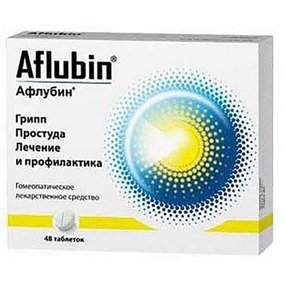 Aflubin®
Афлубин®
Грипп
Простуда
Лечение
и профилактика
Гомеопатическое
лекарственное средство
48 таблеток